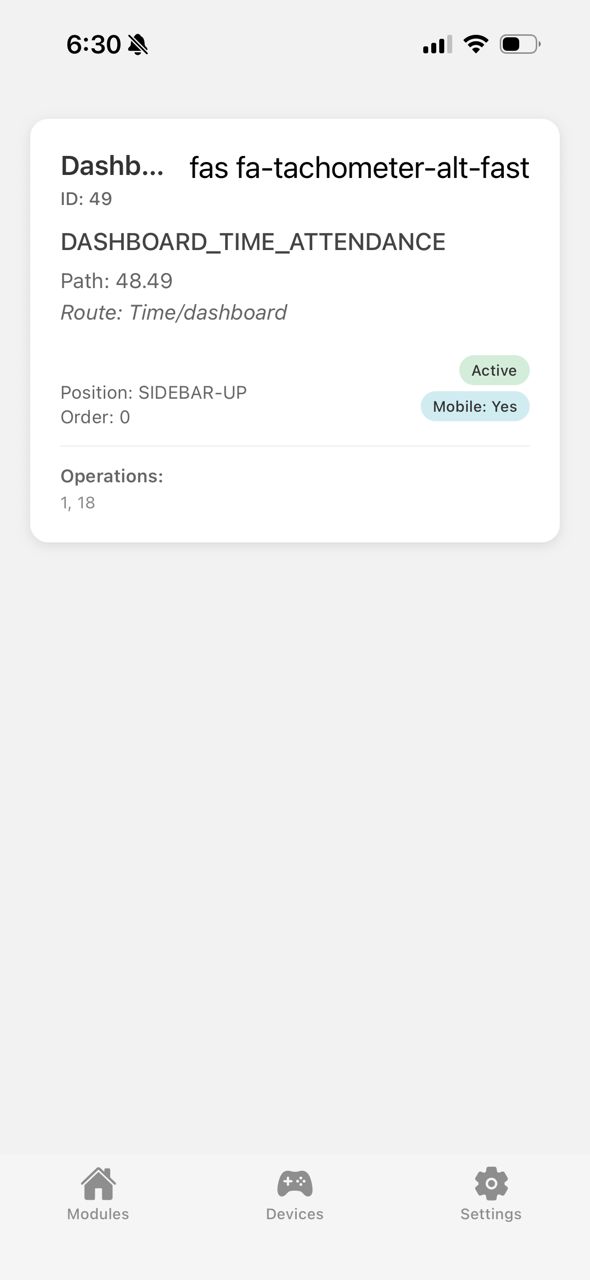 6:30
Dashb... fas fa-tachometer-alt-fast
ID: 49
DASHBOARD_TIME_ATTENDANCE
Path: 48.49
Route: Time/dashboard
Active
Position: SIDEBAR-UP
Mobile: Yes
Order: 0
Operations:
1, 18
Modules Devices Settings